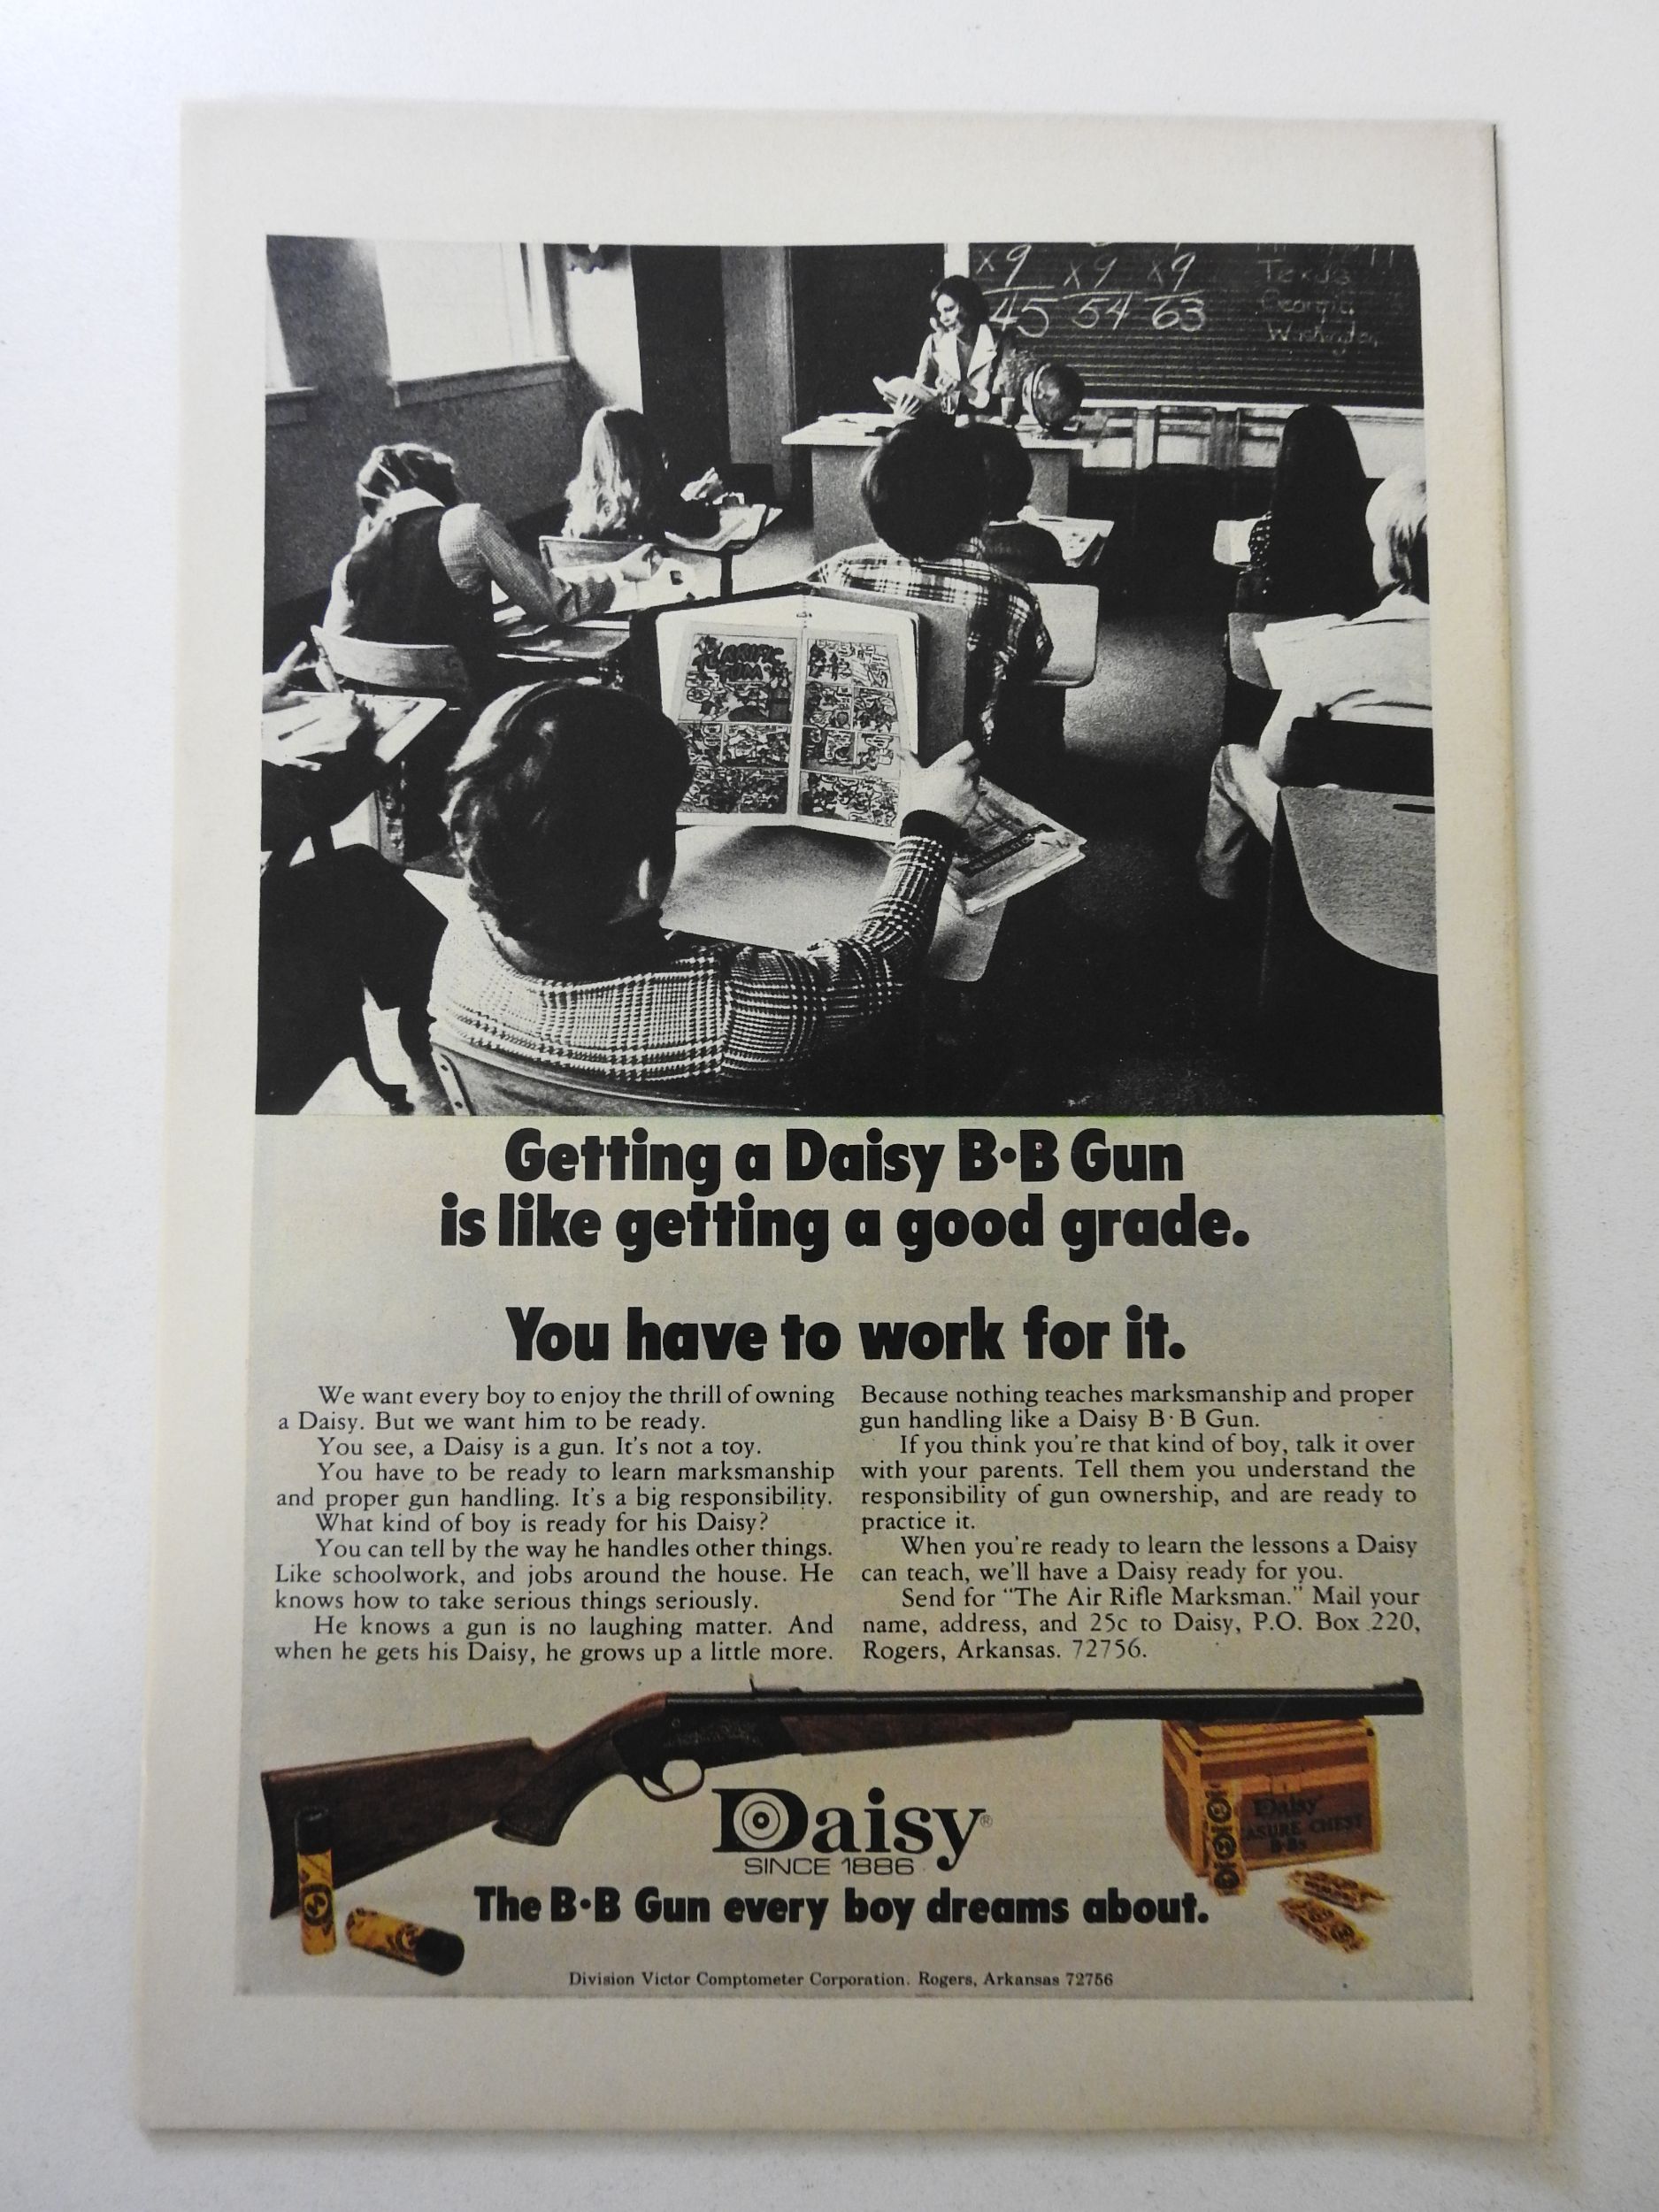 x9 x9 x9
45 54 63
Texas
Georgia
Washington
Getting a Daisy B·B Gun
is like getting a good grade.
You have to work for it.
We want every boy to enjoy the thrill of owning
a Daisy. But we want him to be ready.
You see, a Daisy is a gun. It's not a toy.
You have to be ready to learn marksmanship
and proper gun handling. It's a big responsibility.
What kind of boy is ready for his Daisy?
You can tell by the way he handles other things.
Like schoolwork, and jobs around the house. He
knows how to take serious things seriously.
He knows a gun is no laughing matter. And
when he gets his Daisy, he grows up a little more.
Because nothing teaches marksmanship and proper
gun handling like a Daisy B·B Gun.
If you think you're that kind of boy, talk it over
with your parents. Tell them you understand the
responsibility of gun ownership, and are ready to
practice it.
When you're ready to learn the lessons a Daisy
can teach, we'll have a Daisy ready for you.
Send for "The Air Rifle Marksman." Mail your
name, address, and 25c to Daisy, P.O. Box 220,
Rogers, Arkansas. 72756.
Daisy®
SINCE 1886
Daisy
ASURE CHEST
B·Bs
The B·B Gun every boy dreams about.
Division Victor Comptometer Corporation. Rogers, Arkansas 72756